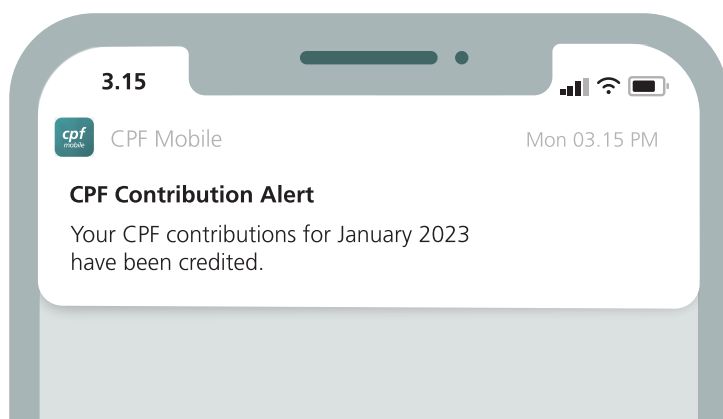 3.15
cpf
mobile
CPF Mobile
Mon 03.15 PM
CPF Contribution Alert
Your CPF contributions for January 2023
have been credited.